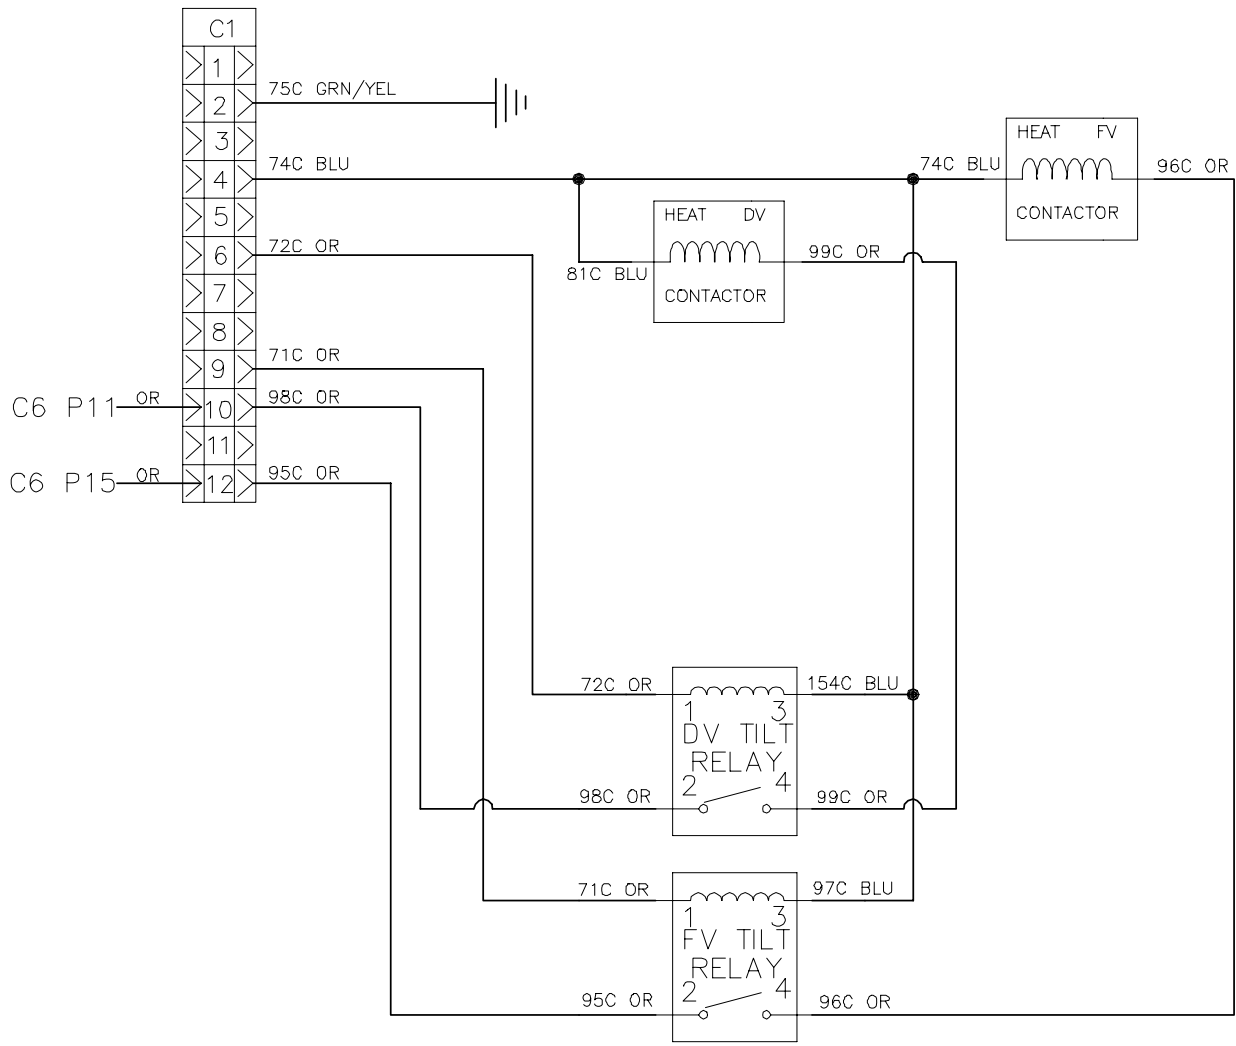 C1
1
2
3
4
5
6
7
8
9
10
11
12
75C GRN/YEL
74C BLU
72C OR
71C OR
98C OR
95C OR
C6 P11
OR
C6 P15
OR
74C BLU
HEAT FV
CONTACTOR
96C OR
HEAT DV
CONTACTOR
81C BLU
99C OR
72C OR
154C BLU
1 3
DV TILT
RELAY
2 4
98C OR
99C OR
71C OR
97C BLU
1 3
FV TILT
RELAY
2 4
95C OR
96C OR